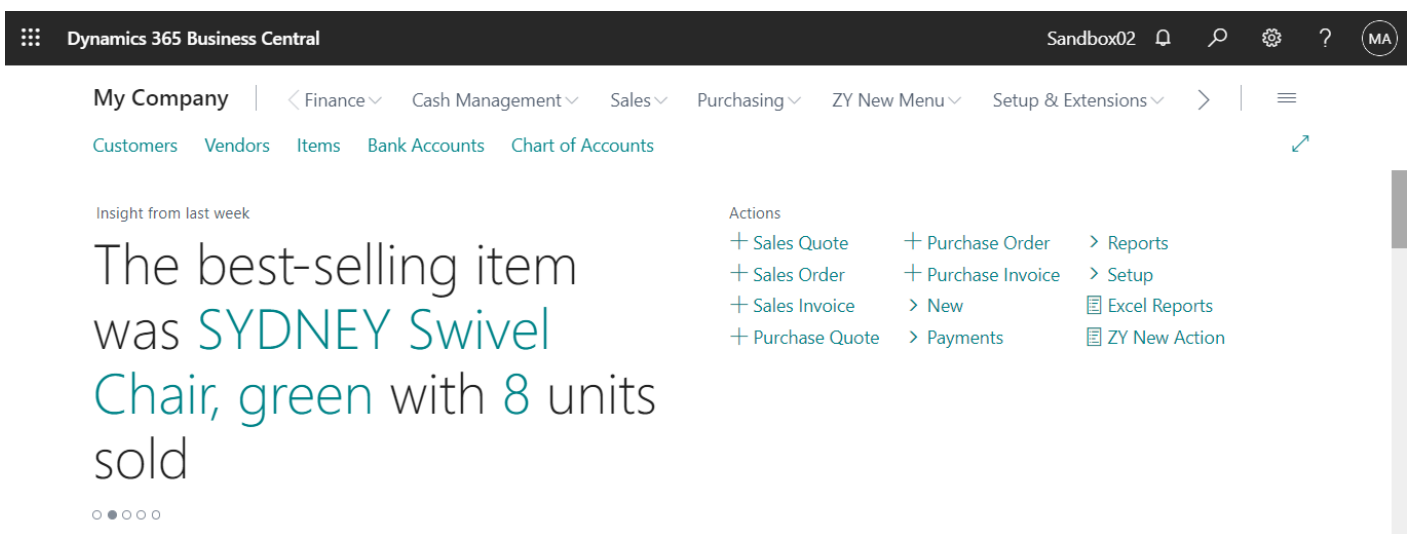 Dynamics 365 Business Central Sandbox02 ? MA
My Company Finance Cash Management Sales Purchasing ZY New Menu Setup & Extensions
Customers Vendors Items Bank Accounts Chart of Accounts
Insight from last week
The best-selling item
was SYDNEY Swivel
Chair, green with 8 units
sold
Actions
+ Sales Quote + Purchase Order > Reports
+ Sales Order + Purchase Invoice > Setup
+ Sales Invoice > New Excel Reports
+ Purchase Quote > Payments ZY New Action